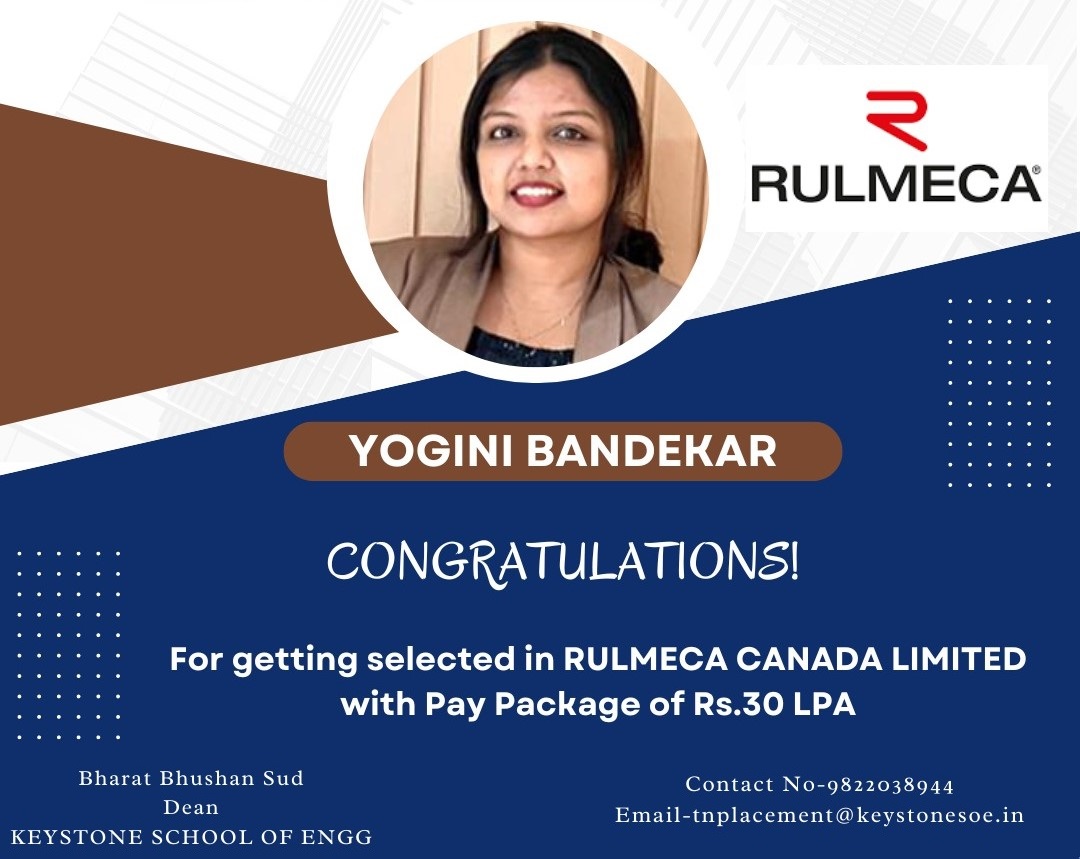 RULMECA®
YOGINI BANDEKAR
CONGRATULATIONS!
For getting selected in RULMECA CANADA LIMITED
with Pay Package of Rs.30 LPA
Bharat Bhushan Sud
Dean
KEYSTONE SCHOOL OF ENGG
Contact No-9822038944
Email-tnplacement@keystonesoe.in